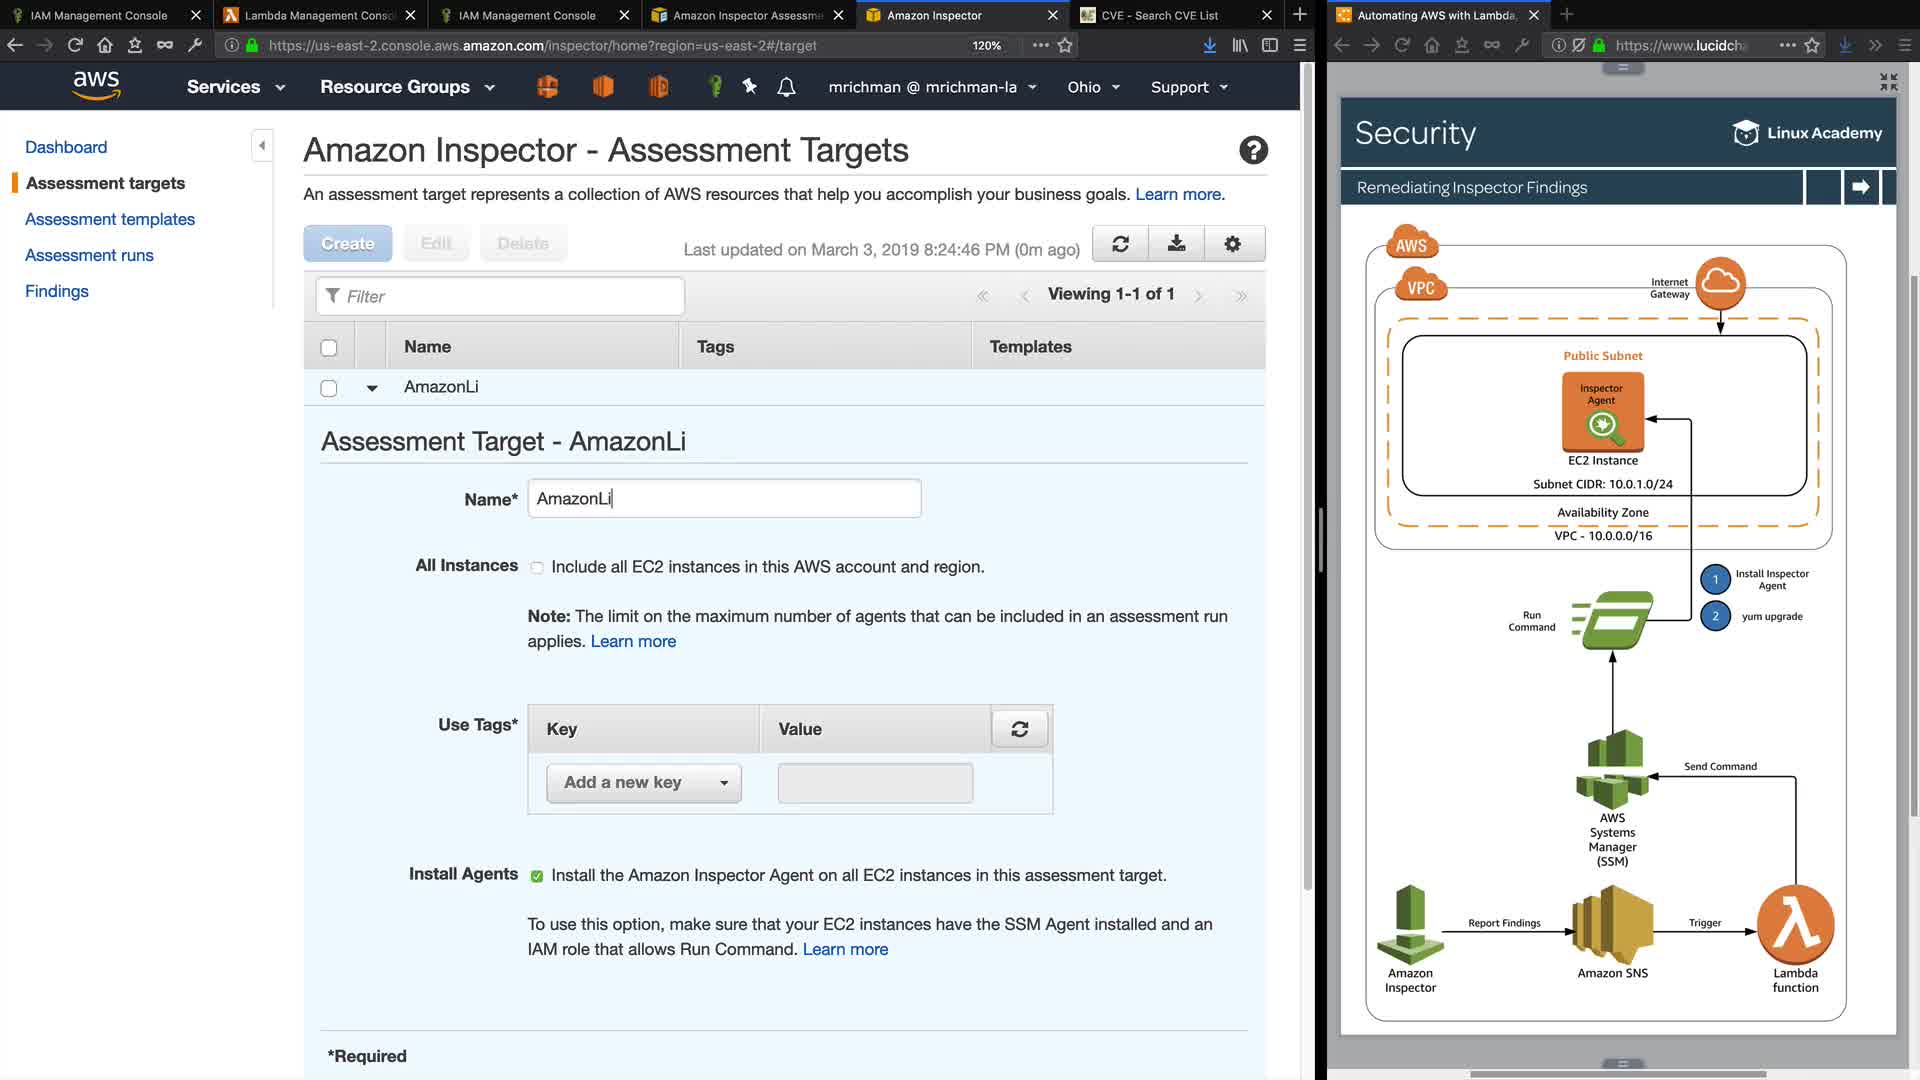 IAM Management Console
Lambda Management Conso
IAM Management Console
Amazon Inspector Assessme
Amazon Inspector
CVE - Search CVE List
Automating AWS with Lambda,
https://us-east-2.console.aws.amazon.com/inspector/home?region=us-east-2#/target
120%
https://www.lucidcha
aws
Services
Resource Groups
mrichman @ mrichman-la
Ohio
Support
Dashboard
Assessment targets
Assessment templates
Assessment runs
Findings
Amazon Inspector - Assessment Targets
An assessment target represents a collection of AWS resources that help you accomplish your business goals. Learn more.
Create
Edit
Delete
Last updated on March 3, 2019 8:24:46 PM (0m ago)
Filter
Viewing 1-1 of 1
Name
Tags
Templates
AmazonLi
Assessment Target - AmazonLi
Name*
AmazonLi
All Instances
Include all EC2 instances in this AWS account and region.
Note: The limit on the maximum number of agents that can be included in an assessment run
applies. Learn more
Use Tags*
Key
Value
Add a new key
Install Agents
Install the Amazon Inspector Agent on all EC2 instances in this assessment target.
To use this option, make sure that your EC2 instances have the SSM Agent installed and an
IAM role that allows Run Command. Learn more
*Required
Security
Linux Academy
Remediating Inspector Findings
AWS
VPC
Internet
Gateway
Public Subnet
Inspector
Agent
EC2 Instance
Subnet CIDR: 10.0.1.0/24
Availability Zone
VPC - 10.0.0.0/16
1
Install Inspector
Agent
2
yum upgrade
Run
Command
Send Command
AWS
Systems
Manager
(SSM)
Report Findings
Trigger
Amazon
Inspector
Amazon SNS
Lambda
function